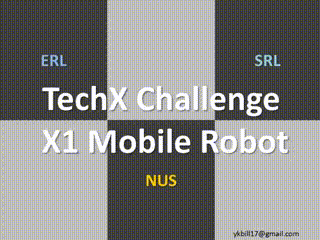 ERL SRL
TechX Challenge
X1 Mobile Robot
NUS
ykbill17@gmail.com